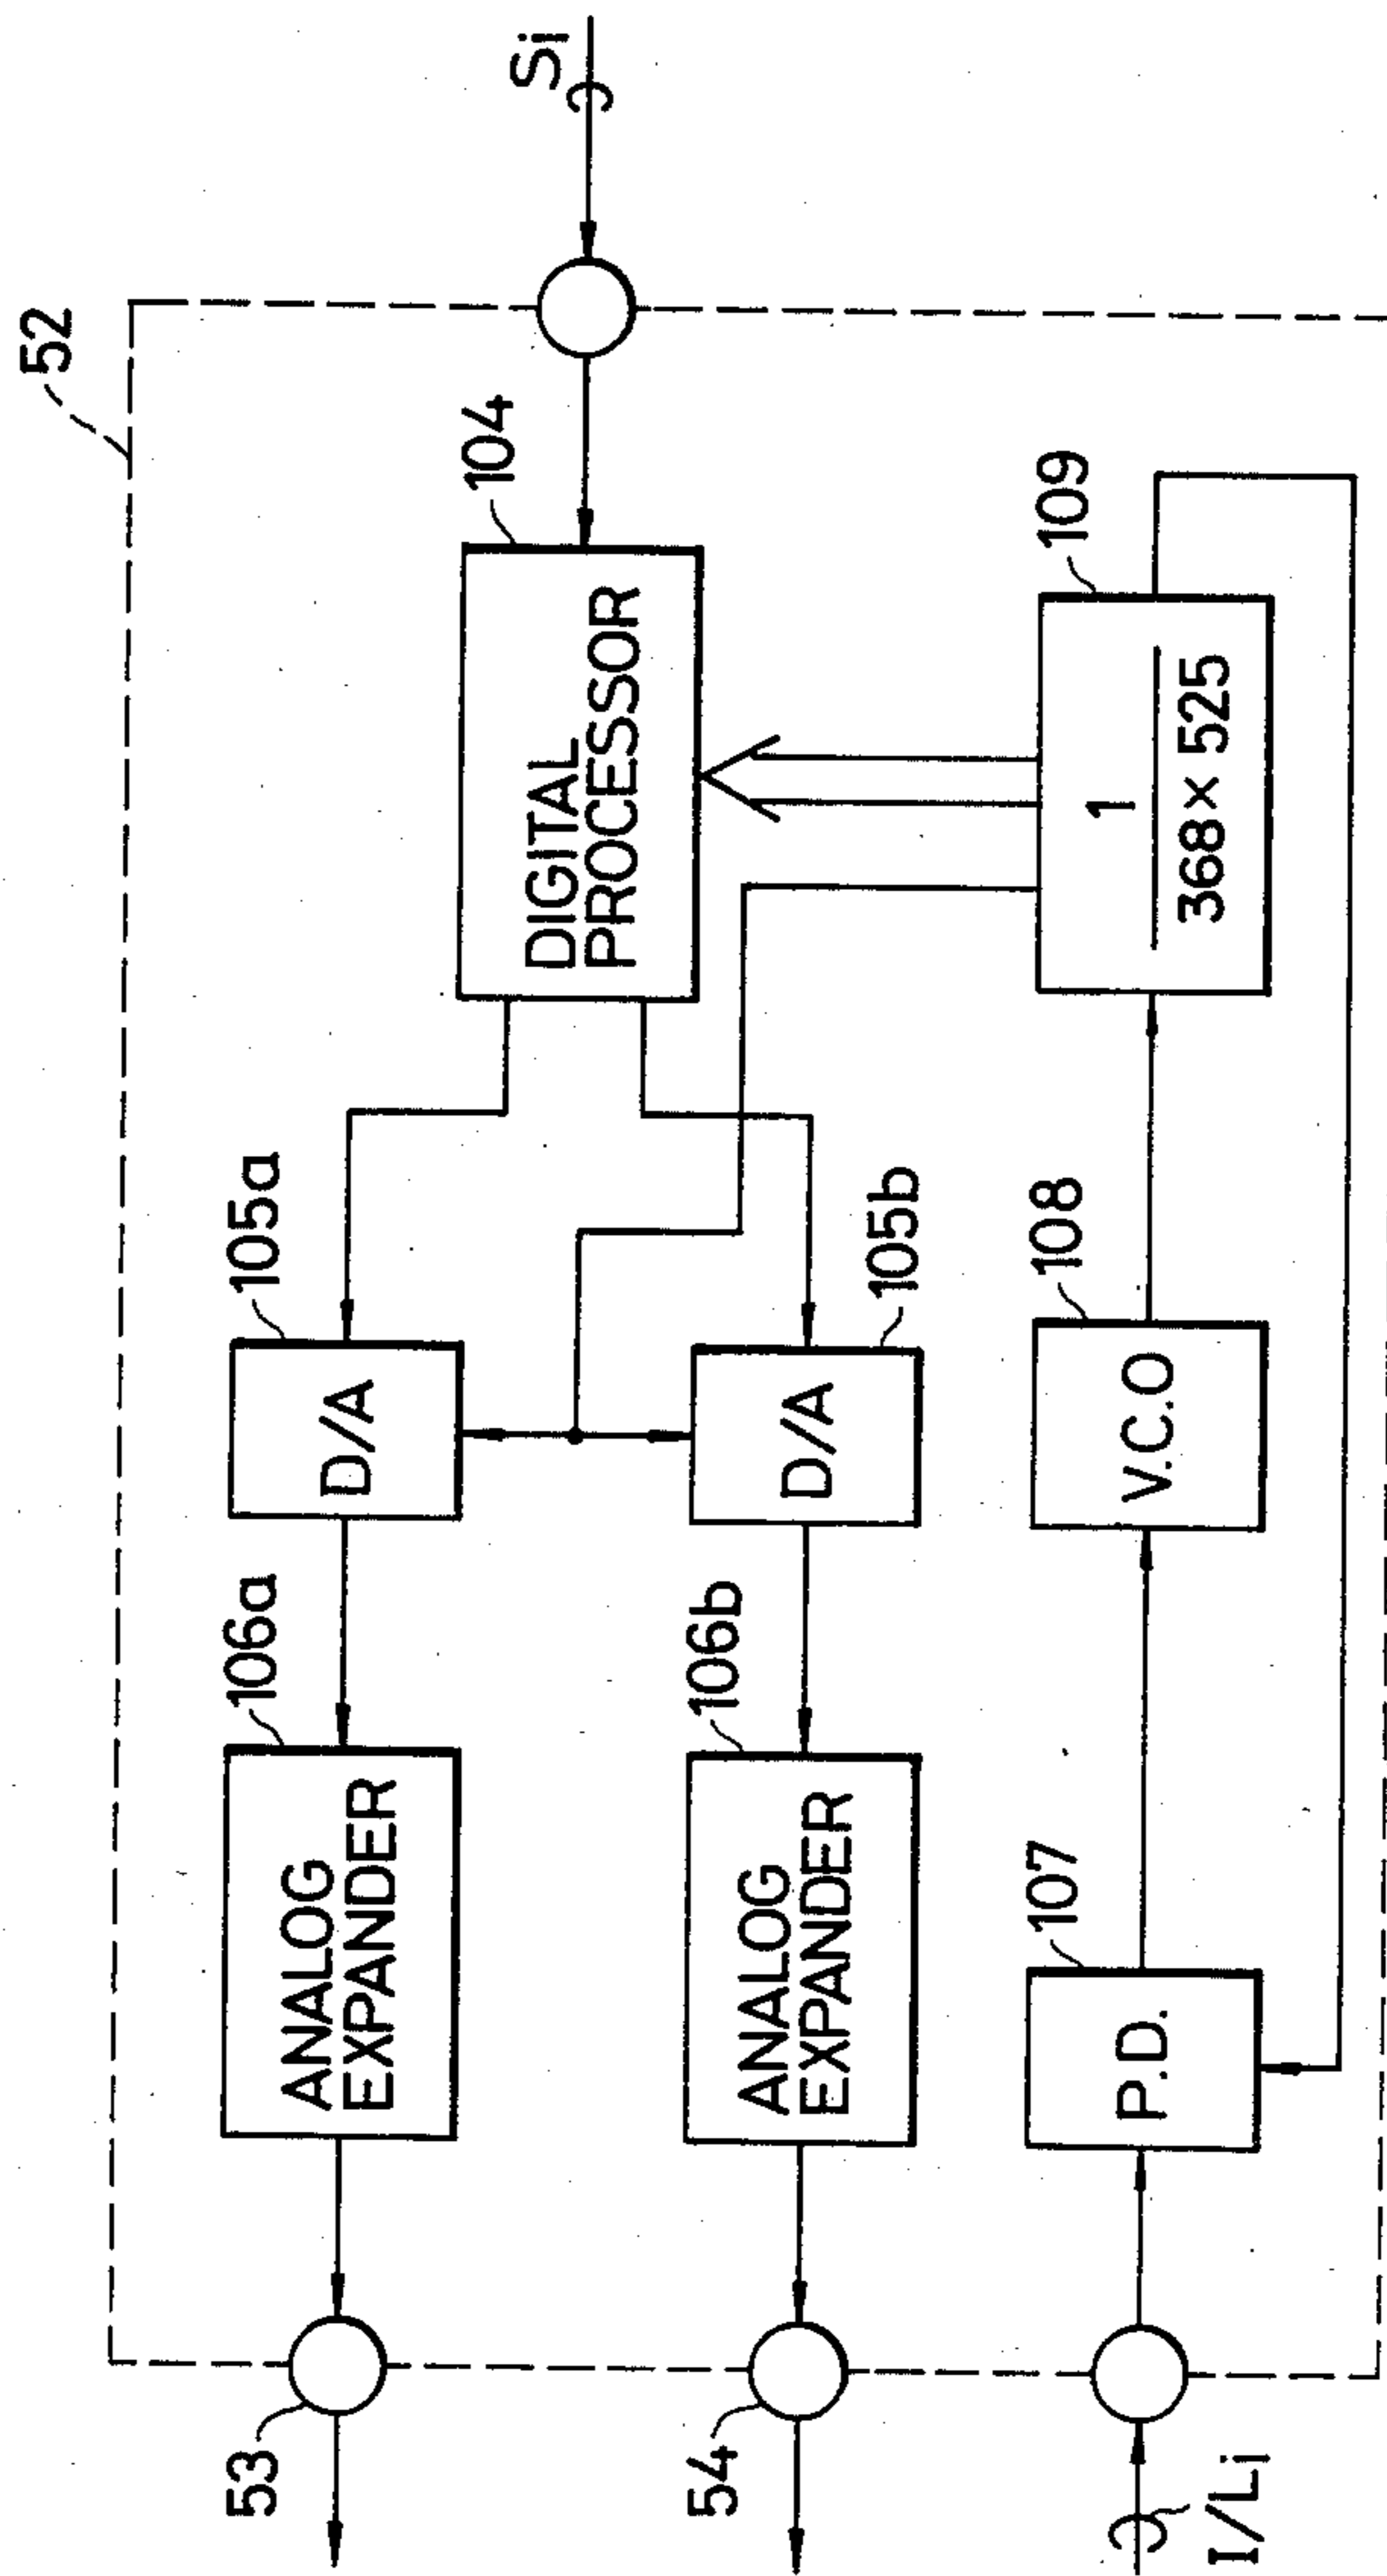 52
Si
104
DIGITAL
PROCESSOR
105a
D/A
105b
D/A
106a
ANALOG
EXPANDER
106b
ANALOG
EXPANDER
53
54
107
P.D.
108
V.C.O
109
1
368 × 525
I/Li